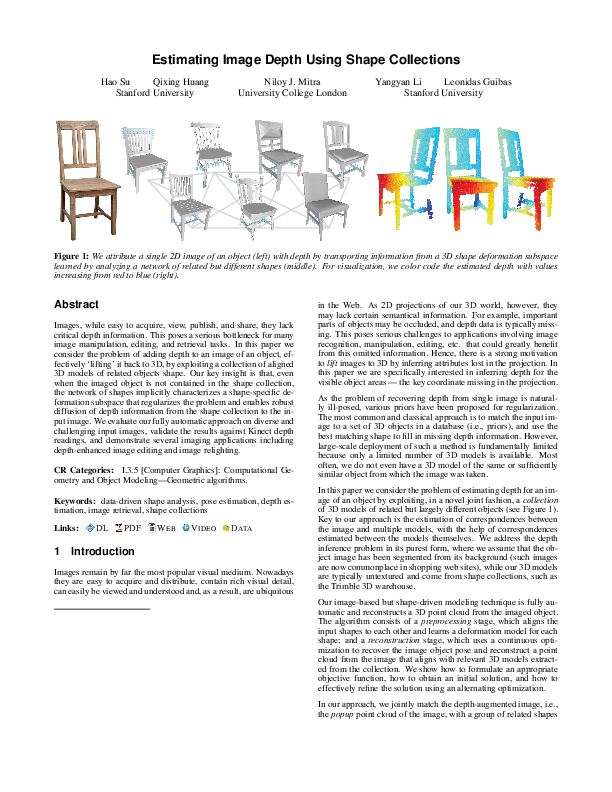 Estimating Image Depth Using Shape Collections
Hao Su Qixing Huang Niloy J. Mitra Yangyan Li Leonidas Guibas
Stanford University University College London Stanford University
Figure 1: We attribute a single 2D image of an object (left) with depth by transporting information from a 3D shape deformation subspace
learned by analyzing a network of related but different shapes (middle). For visualization, we color code the estimated depth with values
increasing from red to blue (right).
Abstract
Images, while easy to acquire, view, publish, and share, they lack
critical depth information. This poses a serious bottleneck for many
image manipulation, editing, and retrieval tasks. In this paper we
consider the problem of adding depth to an image of an object, ef-
fectively ‘lifting’ it back to 3D, by exploiting a collection of aligned
3D models of related objects. Our key insight is that, even
when the imaged object is not contained in the shape collection,
the network of shapes implicitly characterizes a shape-specific de-
formation subspace that regularizes the problem and enables robust
diffusion of depth information from the shape collection to the in-
put image. We evaluate our fully automatic approach on diverse and
challenging input images, validate the results against Kinect depth
readings, and demonstrate several imaging applications including
depth-enhanced image editing and image relighting.
CR Categories: I.3.5 [Computer Graphics]: Computational Ge-
ometry and Object Modeling—Geometric algorithms.
Keywords: data-driven shape analysis, pose estimation, depth es-
timation, image retrieval, shape collections
Links: DL PDF WEB VIDEO DATA
1 Introduction
Images remain by far the most popular visual medium. Nowadays
they are easy to acquire and distribute, contain rich visual detail,
can easily be viewed and understood and, as a result, are ubiquitous
in the Web. As 2D projections of our 3D world, however, they
may lack certain semantical information. For example, important
parts of objects may be occluded, and depth data is typically miss-
ing. This poses serious challenges to applications involving image
recognition, manipulation, editing, etc. that could greatly benefit
from this omitted information. Hence, there is a strong motivation
to lift images to 3D by inferring attributes lost in the projection. In
this paper we are specifically interested in inferring depth for the
visible object areas — the key coordinate missing in the projection.
As the problem of recovering depth from single image is natural-
ly ill-posed, various priors have been proposed for regularization.
The most common and classical approach is to match the input im-
age to a set of 3D objects in a database (i.e., priors), and use the
best matching shape to fill in missing depth information. However,
large-scale deployment of such a method is fundamentally limited
because only a limited number of 3D models is available. Most
often, we do not even have a 3D model of the same or sufficiently
similar object from which the image was taken.
In this paper we consider the problem of estimating depth for an im-
age of an object by exploiting, in a novel joint fashion, a collection
of 3D models of related but largely different objects (see Figure 1).
Key to our approach is the estimation of correspondences between
the image and multiple models, with the help of correspondences
estimated between the models themselves. We address the depth
inference problem in its purest form, where we assume that the ob-
ject image has been segmented from its background (such images
are now commonplace in shopping web sites), while our 3D models
are typically untextured and come from shape collections, such as
the Trimble 3D warehouse.
Our image-based but shape-driven modeling technique is fully au-
tomatic and reconstructs a 3D point cloud from the imaged object.
The algorithm consists of a preprocessing stage, which aligns the
input shapes to each other and learns a deformation model for each
shape; and a reconstruction stage, which uses a continuous opti-
mization to recover the image object pose and reconstruct a point
cloud from the image that aligns with relevant 3D models extract-
ed from the collection. We show how to formulate an appropriate
objective function, how to obtain an initial solution, and how to
effectively refine the solution using an alternating optimization.
In our approach, we jointly match the depth-augmented image, i.e.,
the popup point cloud of the image, with a group of related shapes